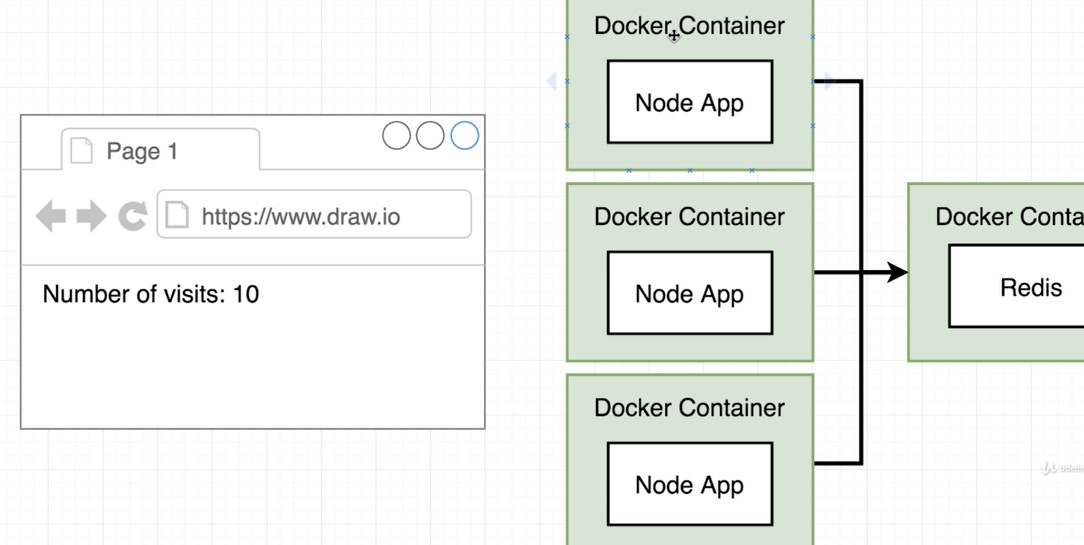 Page 1
https://www.draw.io
Number of visits: 10
Docker Container
Node App
Docker Container
Node App
Docker Container
Node App
Docker Conta
Redis